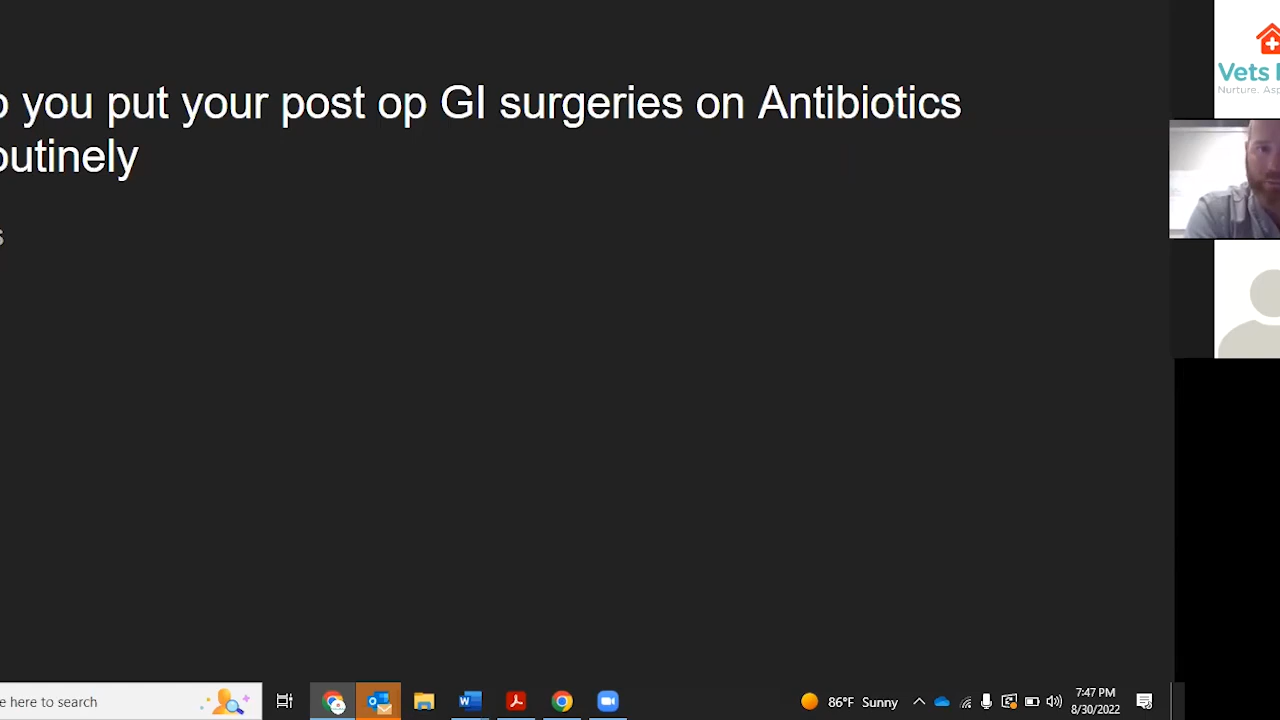 you put your post op GI surgeries on Antibiotics
outinely
s
Vets
Nurture. Asp
e here to search
86°F Sunny
7:47 PM
8/30/2022